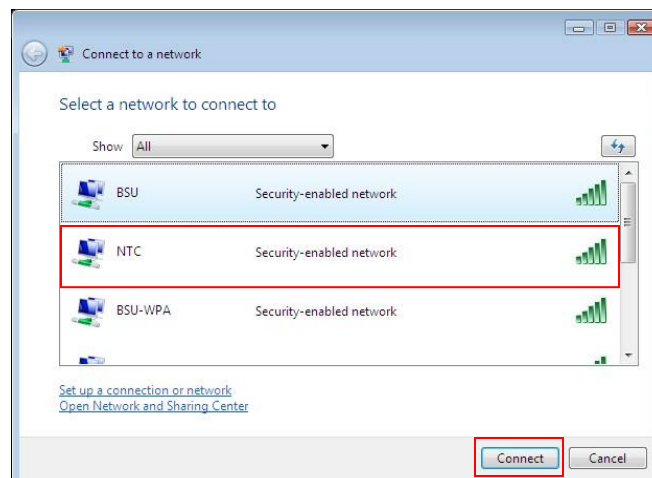 Connect to a network
Select a network to connect to
Show All
BSU Security-enabled network
NTC Security-enabled network
BSU-WPA Security-enabled network
Set up a connection or network
Open Network and Sharing Center
Connect Cancel